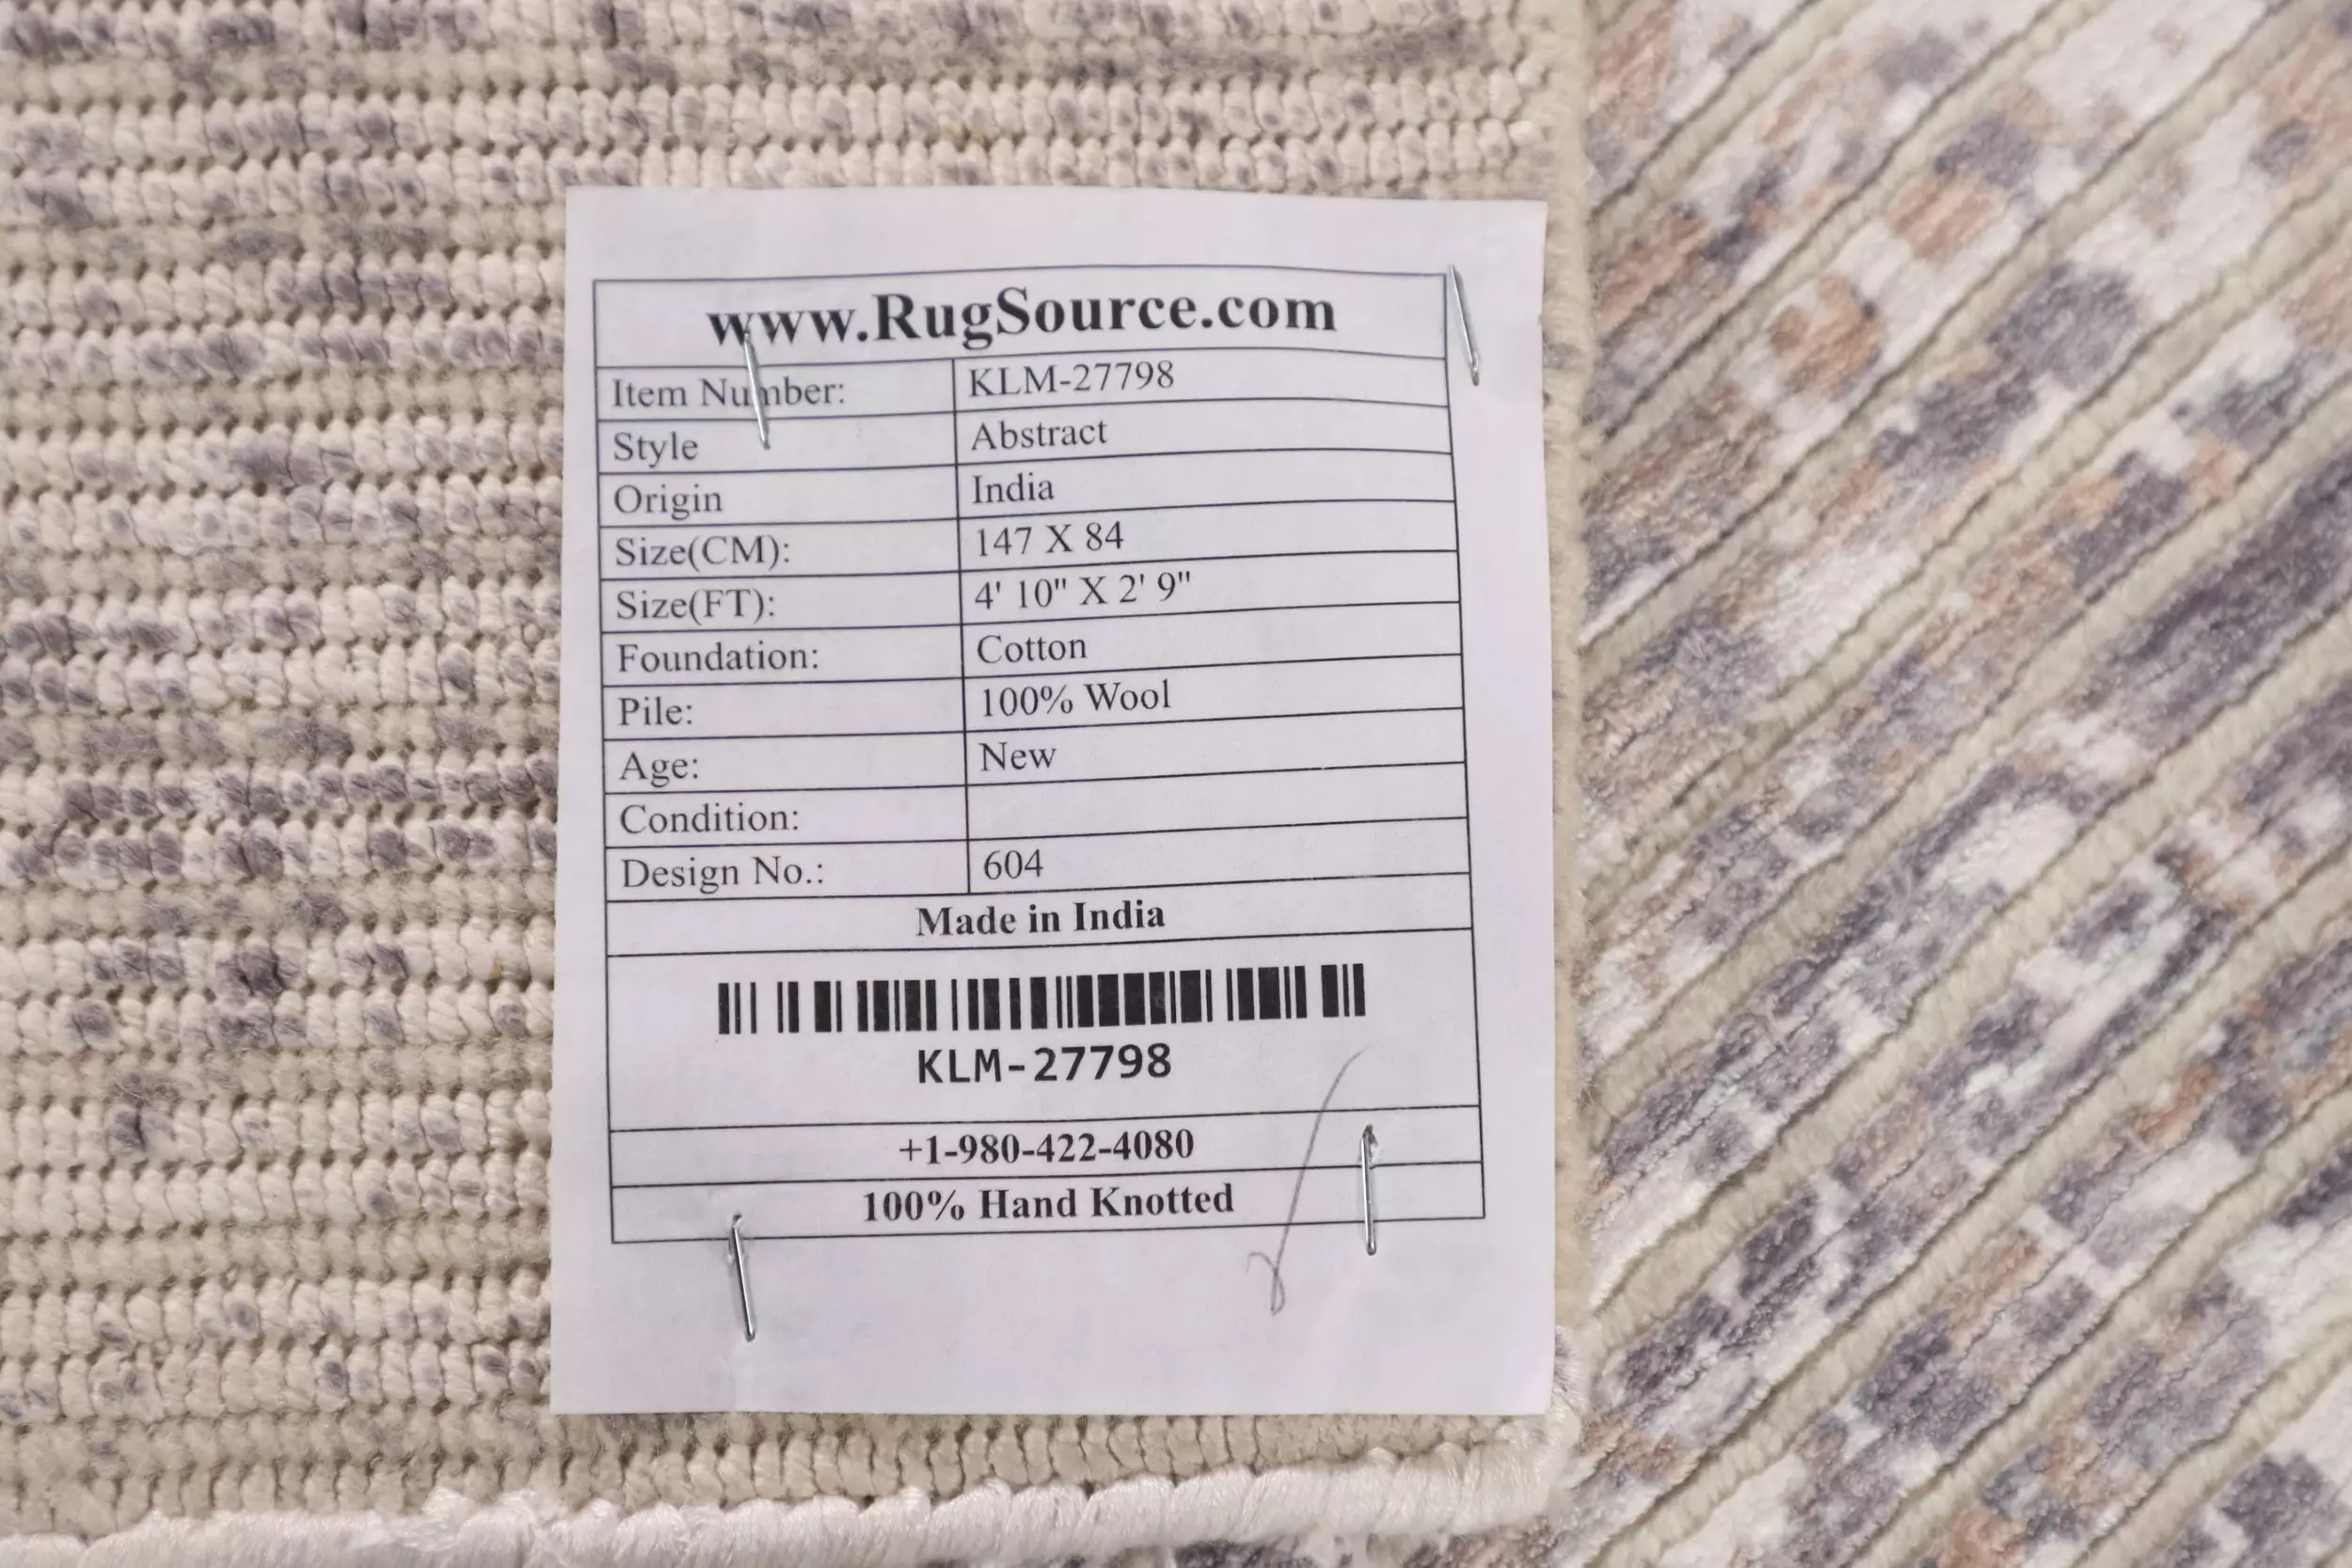 www.RugSource.com
Item Number: KLM-27798
Style Abstract
Origin India
Size(CM): 147 X 84
Size(FT): 4' 10" X 2' 9"
Foundation: Cotton
Pile: 100% Wool
Age: New
Condition:
Design No.: 604
Made in India
KLM-27798
+1-980-422-4080
100% Hand Knotted